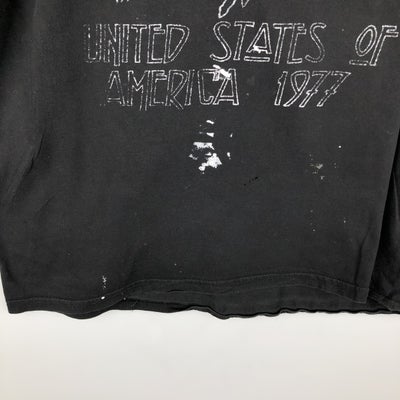 UNITED STATES OF
AMERICA 1977